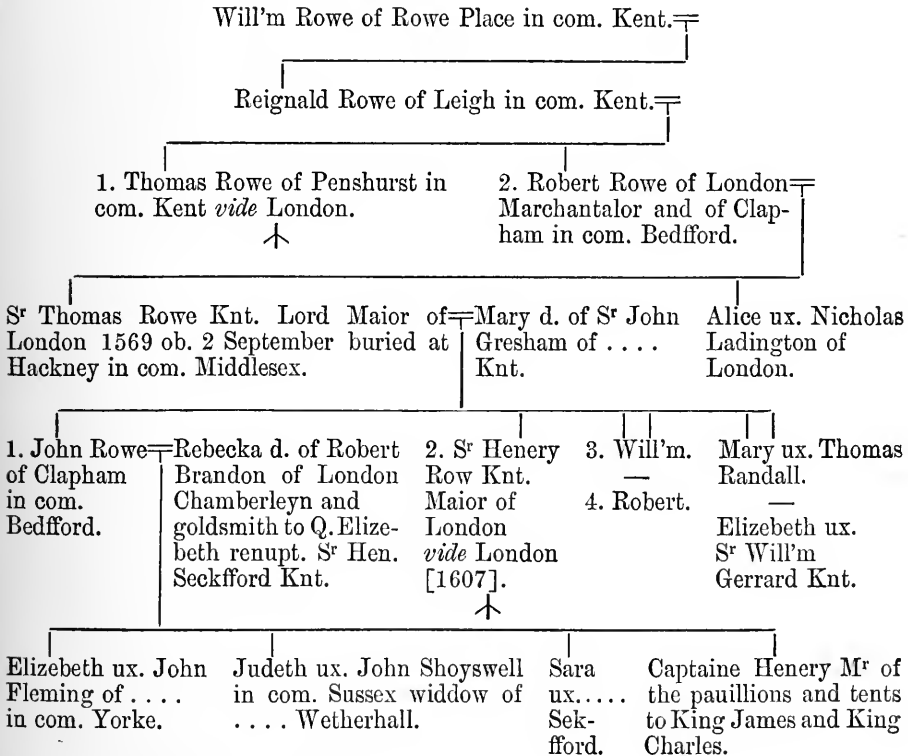 Will'm Rowe of Rowe Place in com. Kent.
Reignald Rowe of Leigh in com. Kent.
1. Thomas Rowe of Penshurst in
com. Kent vide London.
2. Robert Rowe of London
Marchantalor and of Clap-
ham in com. Bedfford.
Sr Thomas Rowe Knt. Lord Maior of
London 1569 ob. 2 September buried at
Hackney in com. Middlesex.
Mary d. of Sr John
Gresham of . . . .
Knt.
Alice ux. Nicholas
Ladington of
London.
1. John Rowe
of Clapham
in com.
Bedfford.
Rebecka d. of Robert
Brandon of London
Chamberleyn and
goldsmith to Q. Elize-
beth renupt. Sr Hen.
Seckfford Knt.
2. Sr Henery
Row Knt.
Maior of
London
vide London
[1607].
3. Will'm.
—
4. Robert.
Mary ux. Thomas
Randall.
—
Elizebeth ux.
Sr Will'm
Gerrard Knt.
Elizebeth ux. John
Fleming of . . . .
in com. Yorke.
Judeth ux. John Shoyswell
in com. Sussex widdow of
. . . . Wetherhall.
Sara
ux.....
Sek-
fford.
Captaine Henery Mr of
the pauillions and tents
to King James and King
Charles.